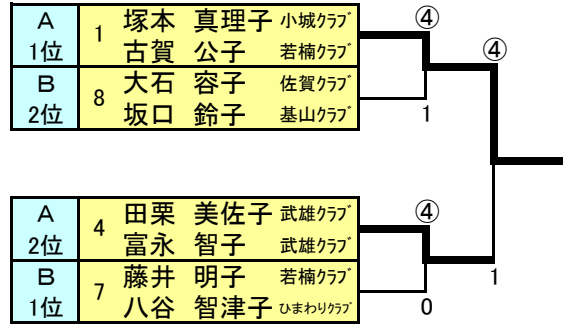 A 1 塚本 真理子 小城ｸﾗﾌﾞ ④
1位 古賀 公子 若楠ｸﾗﾌﾞ ④
B 8 大石 容子 佐賀ｸﾗﾌﾞ
2位 坂口 鈴子 基山ｸﾗﾌﾞ 1
A 4 田栗 美佐子 武雄ｸﾗﾌﾞ ④
2位 富永 智子 武雄ｸﾗﾌﾞ
B 7 藤井 明子 若楠ｸﾗﾌﾞ 1
1位 八谷 智津子 ひまわりｸﾗﾌﾞ 0